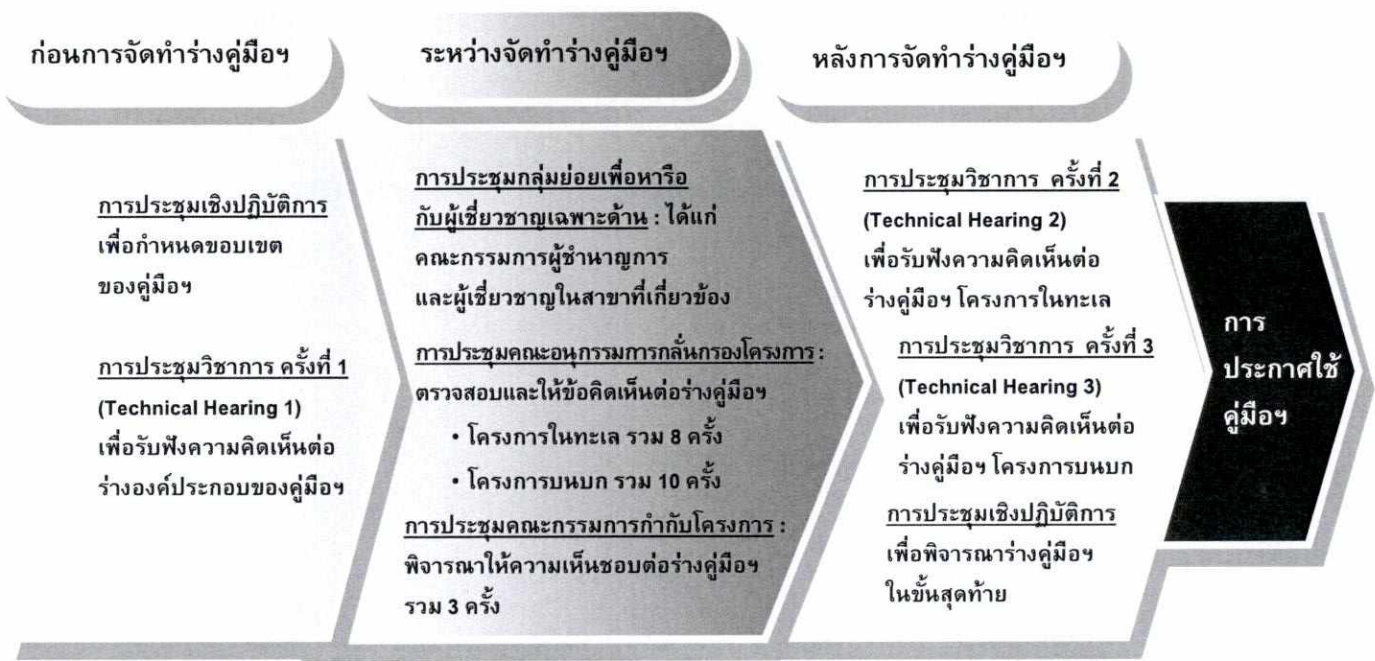 ก่อนการจัดทำร่างคู่มือฯ
ระหว่างจัดทำร่างคู่มือฯ
หลังการจัดทำร่างคู่มือฯ
การประชุมเชิงปฏิบัติการ
เพื่อกำหนดขอบเขต
ของคู่มือฯ
การประชุมวิชาการ ครั้งที่ 1
(Technical Hearing 1)
เพื่อรับฟังความคิดเห็นต่อ
ร่างองค์ประกอบของคู่มือฯ
การประชุมกลุ่มย่อยเพื่อหารือ
กับผู้เชี่ยวชาญเฉพาะด้าน : ได้แก่
คณะกรรมการผู้ชำนาญการ
และผู้เชี่ยวชาญในสาขาที่เกี่ยวข้อง
การประชุมคณะอนุกรรมการกลั่นกรองโครงการ :
ตรวจสอบและให้ข้อคิดเห็นต่อร่างคู่มือฯ
• โครงการในทะเล รวม 8 ครั้ง
• โครงการบนบก รวม 10 ครั้ง
การประชุมคณะกรรมการกำกับโครงการ :
พิจารณาให้ความเห็นชอบต่อร่างคู่มือฯ
รวม 3 ครั้ง
การประชุมวิชาการ ครั้งที่ 2
(Technical Hearing 2)
เพื่อรับฟังความคิดเห็นต่อ
ร่างคู่มือฯ โครงการในทะเล
การประชุมวิชาการ ครั้งที่ 3
(Technical Hearing 3)
เพื่อรับฟังความคิดเห็นต่อ
ร่างคู่มือฯ โครงการบนบก
การประชุมเชิงปฏิบัติการ
เพื่อพิจารณาร่างคู่มือฯ
ในขั้นสุดท้าย
การ
ประกาศใช้
คู่มือฯ